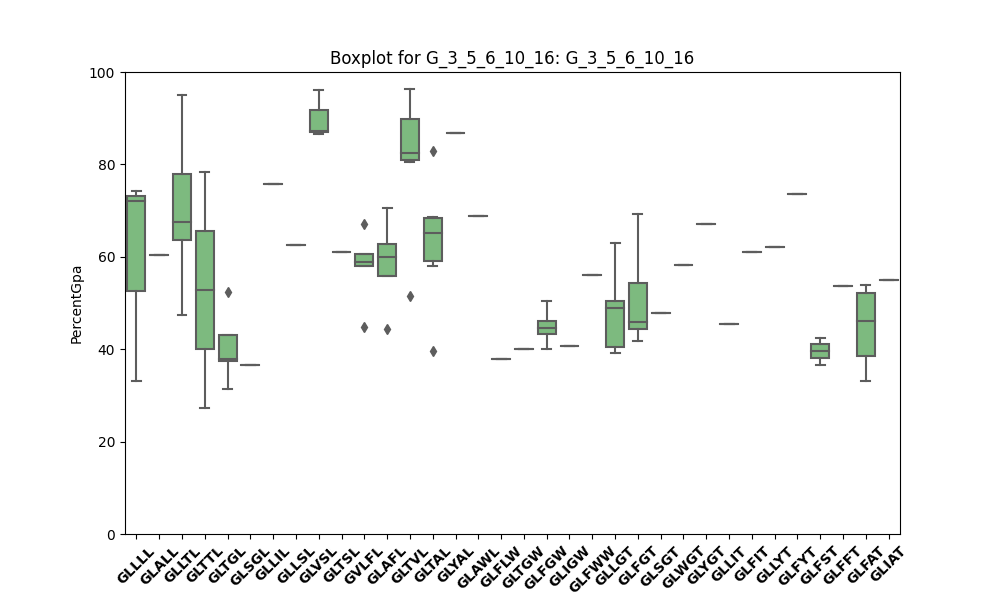 Boxplot for G_3_5_6_10_16: G_3_5_6_10_16
100
80
60
40
20
0
PercentGpa
GLLLL
GLALL
GLLTL
GLTTL
GLTGL
GLSGL
GLLIL
GLLSL
GLVSL
GLTSL
GVLFL
GLAFL
GLTVL
GLTAL
GLYAL
GLAWL
GLFLW
GLTGW
GLFGW
GLIGW
GLFWW
GLLGT
GLFGT
GLSGT
GLWGT
GLYGT
GLLIT
GLFIT
GLLYT
GLFYT
GLFST
GLFFT
GLFAT
GLIAT